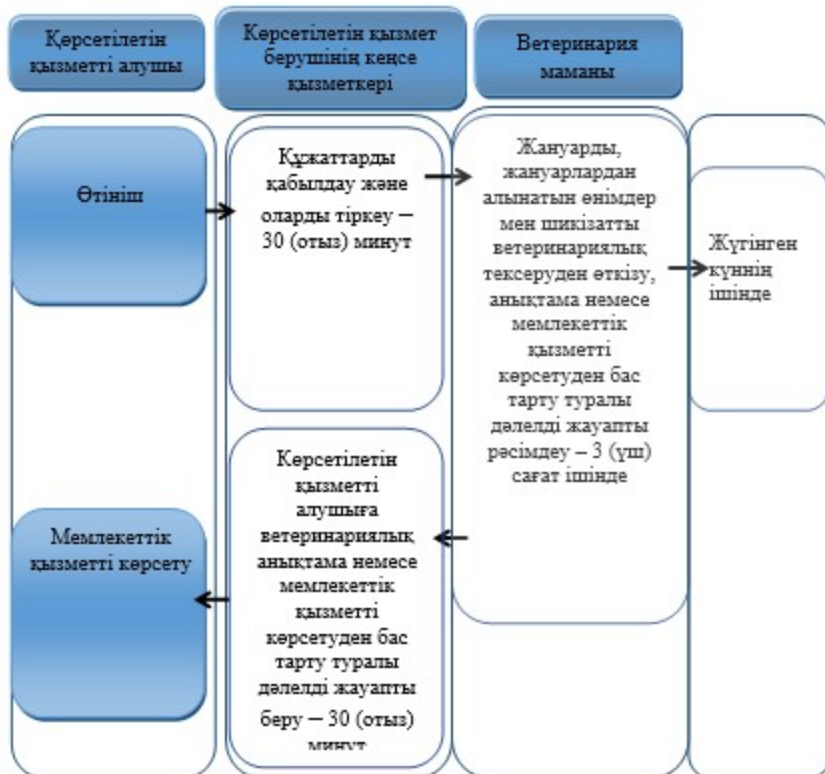 Көрсетілетін
қызметті алушы
Көрсетілетін қызмет
берушінің кеңсе
қызметкері
Ветеринария
маманы
Өтініш
Құжаттарды
қабылдау және
оларды тіркеу –
30 (отыз) минут
Жануарды,
жануарлардан
алынатын өнімдер
мен шикізатты
ветеринариялық
тексеруден өткізу,
анықтама немесе
мемлекеттік
қызметті
көрсетуден бас
тарту туралы
дәлелді жауапты
рәсімдеу – 3 (үш)
сағат ішінде
Жүгінген
күннің
ішінде
Көрсетілетін
қызметті
алушыға
ветеринариялық
анықтама немесе
мемлекеттік
қызметті
көрсетуден бас
тарту туралы
дәлелді жауапты
беру – 30 (отыз)
минут
Мемлекеттік
қызметті көрсету